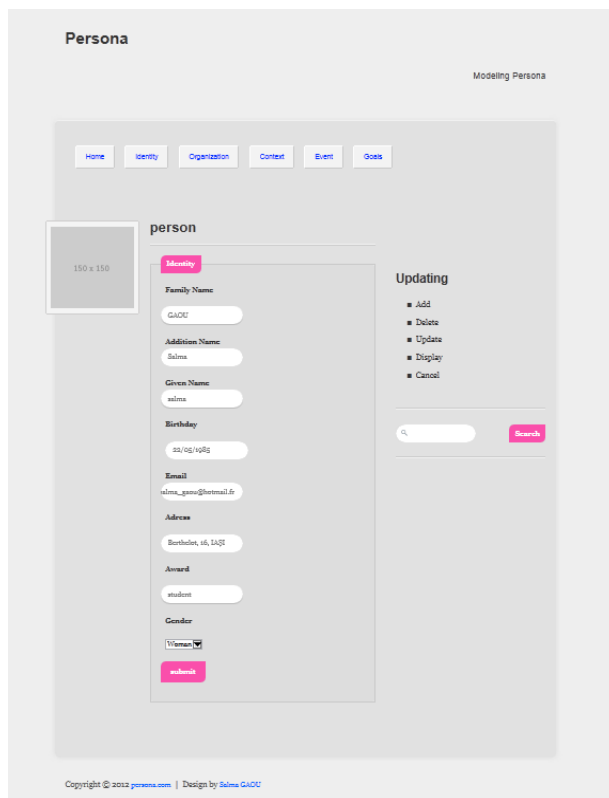 Persona
Modeling Persona
Home Identity Organization Context Event Goals
150 x 150
person
Identity
Family Name
GAOU
Addition Name
Salma
Given Name
salma
Birthday
22/05/1985
Email
salma_gaou@hotmail.fr
Adress
Berthelot, 16, IAŞI
Award
student
Gender
Woman
submit
Updating
Add
Delete
Update
Display
Cancel
Search
Copyright © 2012 persona.com | Design by Salma GAOU